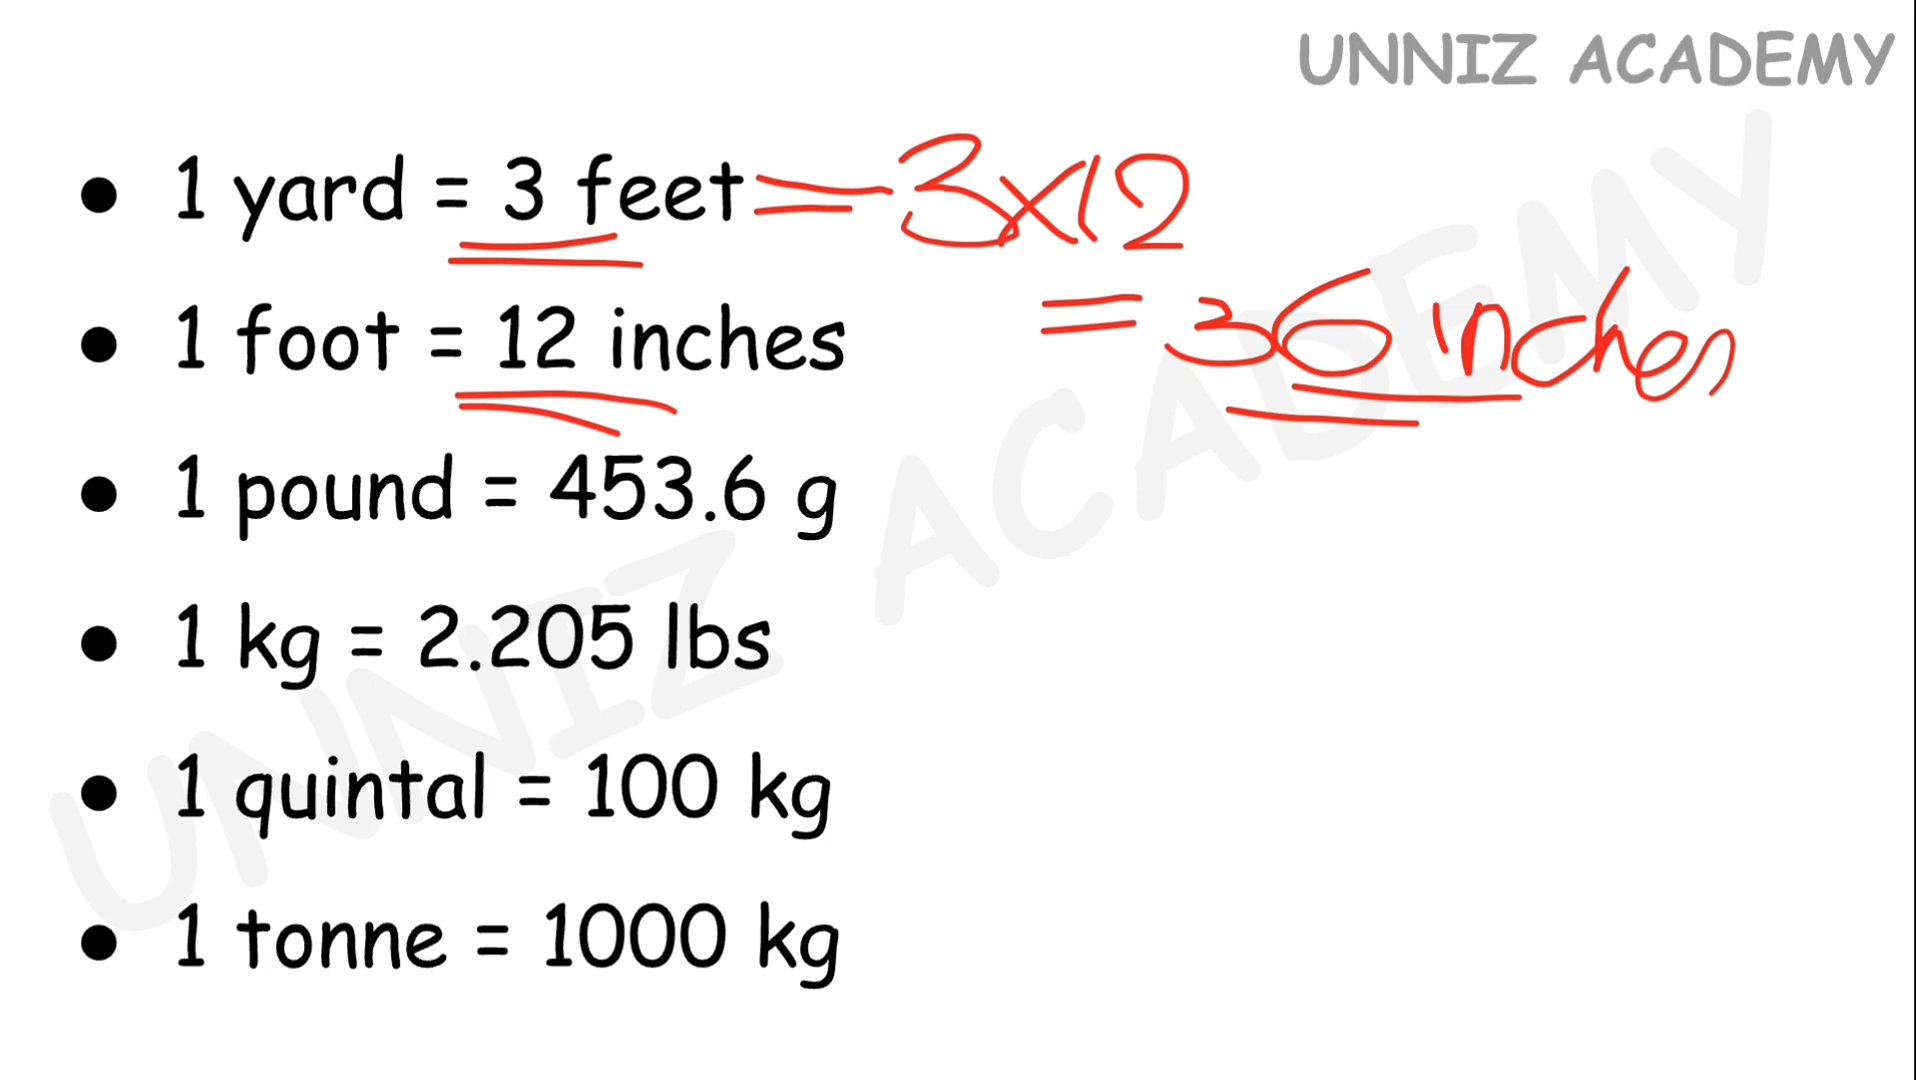 UNNIZ ACADEMY
• 1 yard = 3 feet = 3x12
= 36 inches
• 1 foot = 12 inches
• 1 pound = 453.6 g
• 1 kg = 2.205 lbs
• 1 quintal = 100 kg
• 1 tonne = 1000 kg
UNNIZ ACADEMY